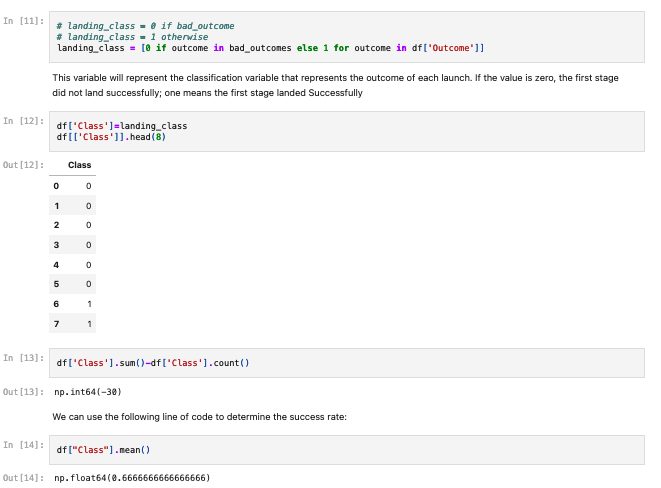 In [11]:
# landing_class = 0 if bad_outcome
# landing_class = 1 otherwise
landing_class = [0 if outcome in bad_outcomes else 1 for outcome in df['Outcome']]
This variable will represent the classification variable that represents the outcome of each launch. If the value is zero, the first stage
did not land successfully; one means the first stage landed Successfully
In [12]:
df['Class']=landing_class
df[['Class']].head(8)
Out[12]:
Class
0 0
1 0
2 0
3 0
4 0
5 0
6 1
7 1
In [13]:
df['Class'].sum()-df['Class'].count()
Out[13]: np.int64(-30)
We can use the following line of code to determine the success rate:
In [14]:
df["Class"].mean()
Out[14]: np.float64(0.6666666666666666)